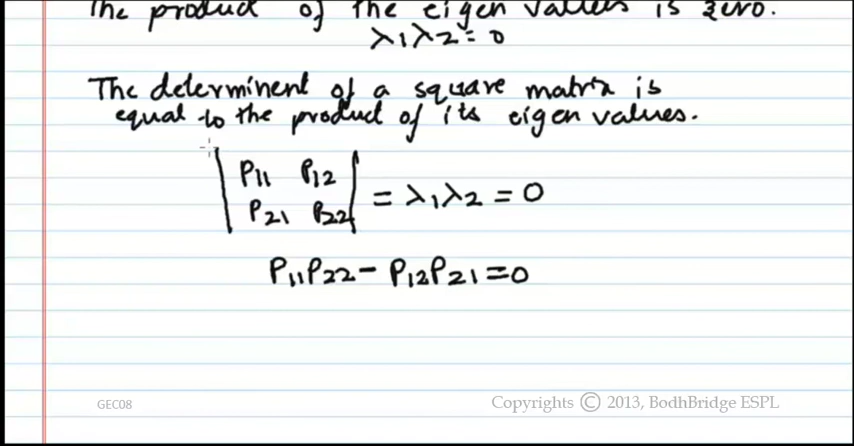 The product of the eigen values is zero.
λ1λ2 = 0
The determinent of a square matrix is
equal to the product of its eigen values.
| P11 P12 |
| P21 P22 | = λ1λ2 = 0
P11P22 - P12P21 = 0
GEC08
Copyrights © 2013, BodhBridge ESPL